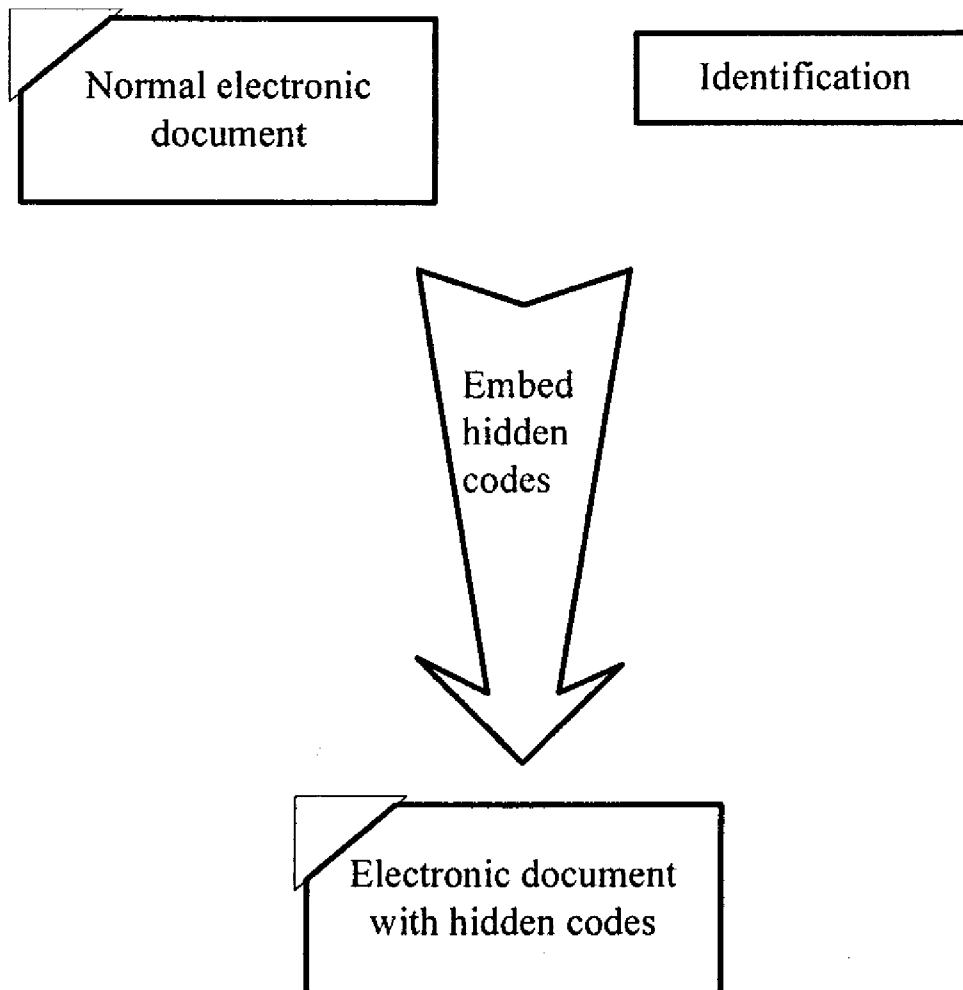 Normal electronic
document
Identification
Embed
hidden
codes
Electronic document
with hidden codes